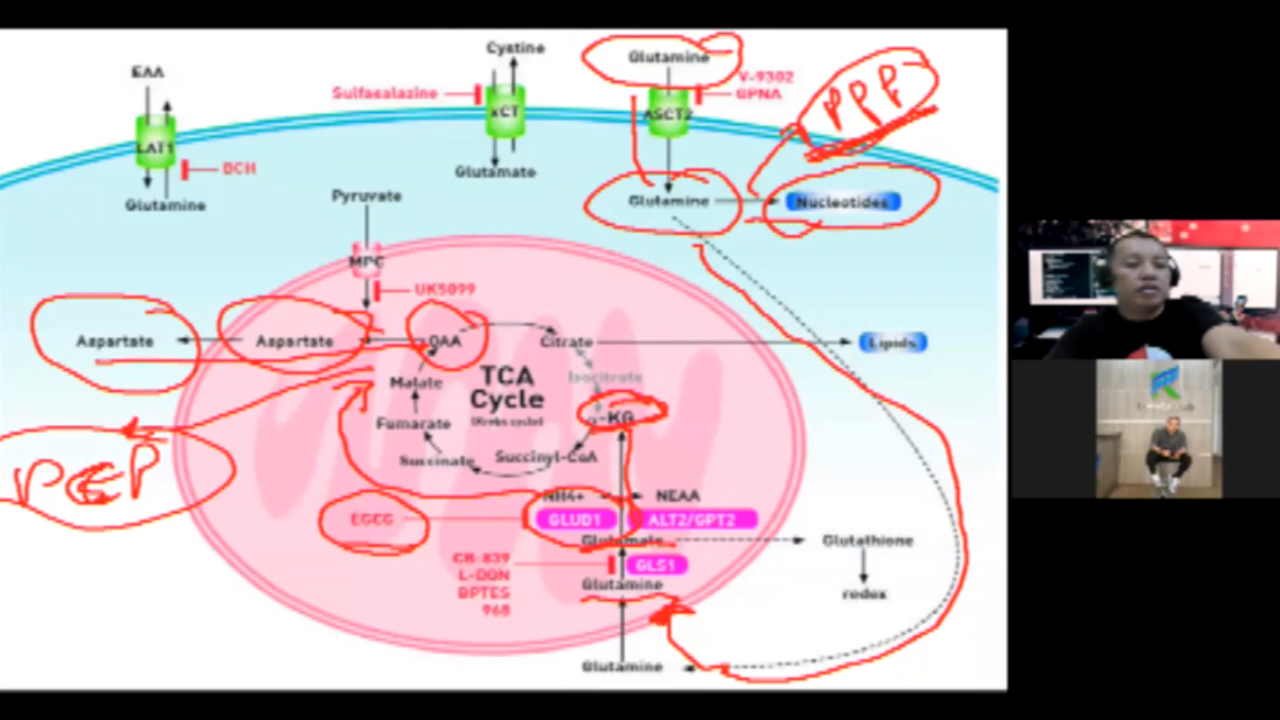 Cystine
Glutamine
EAA
V-9302
Sulfasalazine
GPNA
PPP
xCT
ASCT2
LAT1
BCH
Glutamate
Pyruvate
Glutamine
Glutamine
Nucleotides
MPC
UK5099
Aspartate
Aspartate
OAA
Citrate
Lipids
Isocitrate
Malate
TCA
Cycle
(Krebs cycle)
α-KG
Fumarate
Succinate
Succinyl-CoA
PEP
NH4+
NEAA
EGCG
GLUD1
ALT2/GPT2
Glutamate
Glutathione
CB-839
L-DON
BPTES
968
GLS1
Glutamine
redox
Glutamine